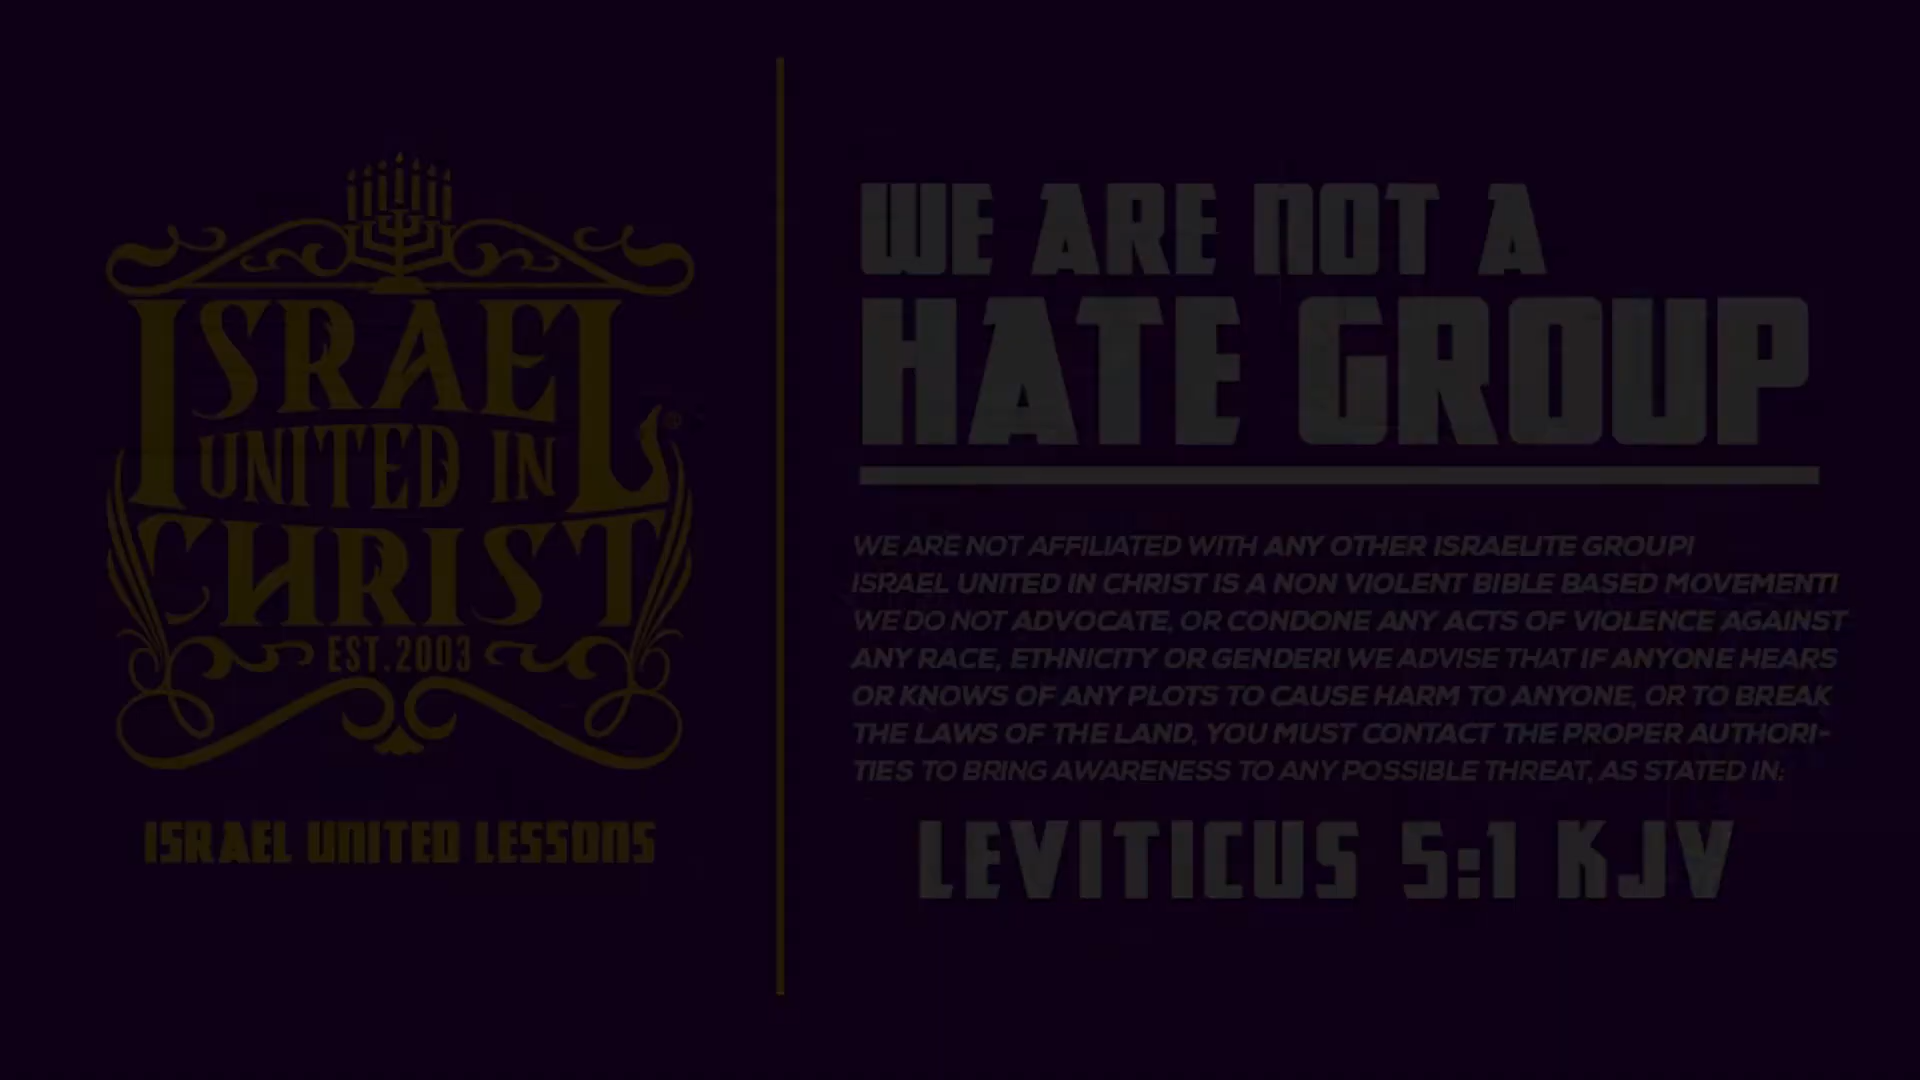 ISRAEL
UNITED IN
CHRIST
®
EST. 2003
ISRAEL UNITED LESSONS
WE ARE NOT A
HATE GROUP
WE ARE NOT AFFILIATED WITH ANY OTHER ISRAELITE GROUP!
ISRAEL UNITED IN CHRIST IS A NON VIOLENT BIBLE BASED MOVEMENT!
WE DO NOT ADVOCATE, OR CONDONE ANY ACTS OF VIOLENCE AGAINST
ANY RACE, ETHNICITY OR GENDER! WE ADVISE THAT IF ANYONE HEARS
OR KNOWS OF ANY PLOTS TO CAUSE HARM TO ANYONE, OR TO BREAK
THE LAWS OF THE LAND, YOU MUST CONTACT THE PROPER AUTHORI-
TIES TO BRING AWARENESS TO ANY POSSIBLE THREAT, AS STATED IN:
LEVITICUS 5:1 KJV